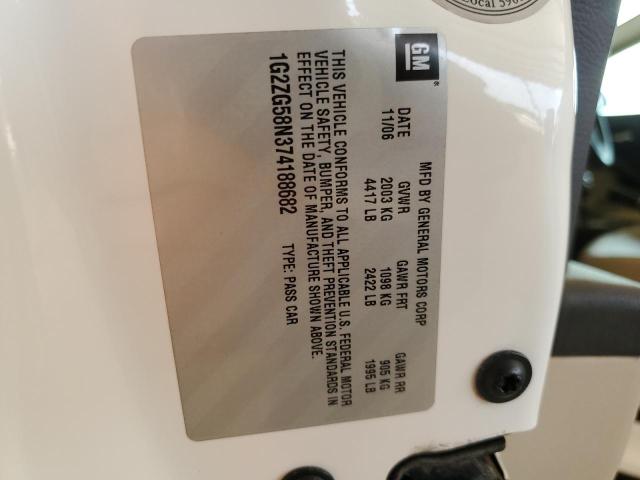 Local 596
GM
MFD BY GENERAL MOTORS CORP
DATE GVWR GAWR FRT GAWR RR
11/06 2003 KG 1098 KG 905 KG
4417 LB 2422 LB 1995 LB
THIS VEHICLE CONFORMS TO ALL APPLICABLE U.S. FEDERAL MOTOR
VEHICLE SAFETY, BUMPER, AND THEFT PREVENTION STANDARDS IN
EFFECT ON THE DATE OF MANUFACTURE SHOWN ABOVE.
1G2ZG58N374188682 TYPE: PASS CAR